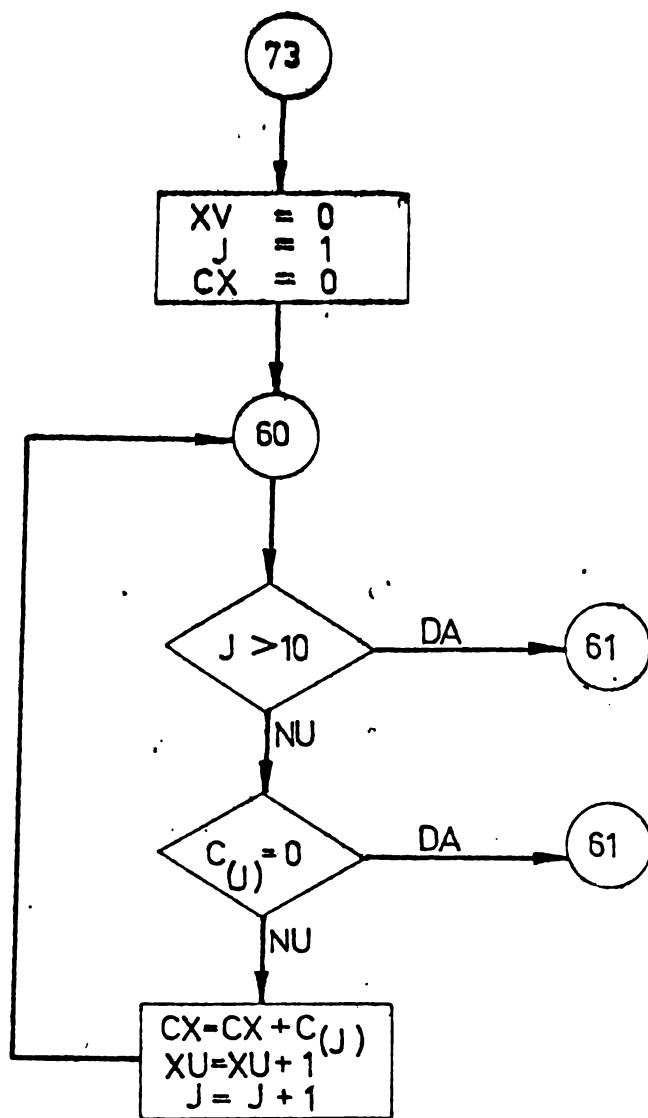 73
XV = 0
J = 1
CX = 0
60
J > 10
DA
61
NU
C(J) = 0
DA
61
NU
CX = CX + C(J)
XU = XU + 1
J = J + 1